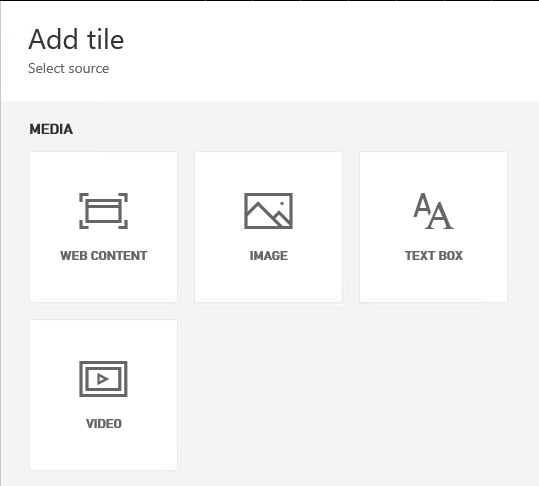 Add tile
Select source
MEDIA
WEB CONTENT
IMAGE
TEXT BOX
VIDEO